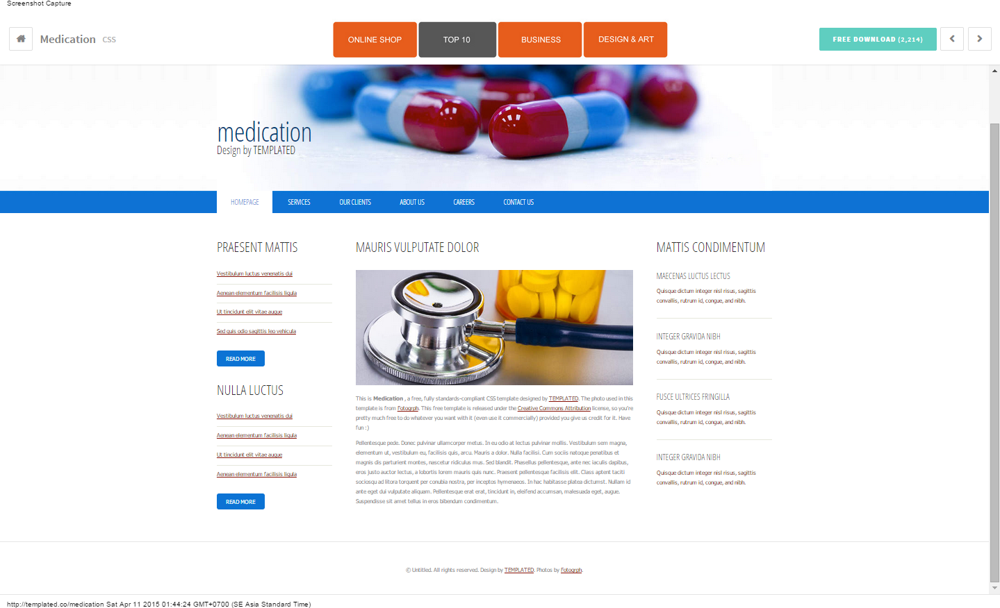 Screenshot Capture
Medication CSS
ONLINE SHOP
TOP 10
BUSINESS
DESIGN & ART
FREE DOWNLOAD (2,214)
medication
Design by TEMPLATED
HOMEPAGE
SERVICES
OUR CLIENTS
ABOUT US
CAREERS
CONTACT US
PRAESENT MATTIS
Vestibulum luctus venenatis dui
Aenean elementum facilisis ligula
Ut tincidunt elit vitae augue
Sed quis odio sagittis leo vehicula
READ MORE
NULLA LUCTUS
Vestibulum luctus venenatis dui
Aenean elementum facilisis ligula
Ut tincidunt elit vitae augue
Aenean elementum facilisis ligula
READ MORE
MAURIS VULPUTATE DOLOR
This is Medication , a free, fully standards-compliant CSS template designed by TEMPLATED. The photo used in this
template is from Fotogrph. This free template is released under the Creative Commons Attribution license, so you're
pretty much free to do whatever you want with it (even use it commercially) provided you give us credit for it. Have
fun :)
Pellentesque pede. Donec pulvinar ullamcorper metus. In eu odio at lectus pulvinar mollis. Vestibulum sem magna,
elementum ut, vestibulum eu, facilisis quis, arcu. Mauris a dolor. Nulla facilisi. Cum sociis natoque penatibus et
magnis dis parturient montes, nascetur ridiculus mus. Sed blandit. Phasellus pellentesque, ante nec iaculis dapibus,
eros justo auctor lectus, a lobortis lorem mauris quis nunc. Praesent pellentesque facilisis elit. Class aptent taciti
sociosqu ad litora torquent per conubia nostra, per inceptos hymenaeos. In hac habitasse platea dictumst. Nullam id
ante eget dui vulputate aliquam. Pellentesque erat erat, tincidunt in, eleifend accumsan, malesuada eget, augue.
Suspendisse sit amet tellus in eros bibendum condimentum.
MATTIS CONDIMENTUM
MAECENAS LUCTUS LECTUS
Quisque dictum integer nisl risus, sagittis
convallis, rutrum id, congue, and nibh.
INTEGER GRAVIDA NIBH
Quisque dictum integer nisl risus, sagittis
convallis, rutrum id, congue, and nibh.
FUSCE ULTRICES FRINGILLA
Quisque dictum integer nisl risus, sagittis
convallis, rutrum id, congue, and nibh.
INTEGER GRAVIDA NIBH
Quisque dictum integer nisl risus, sagittis
convallis, rutrum id, congue, and nibh.
© Untitled. All rights reserved. Design by TEMPLATED. Photos by Fotogrph.
http://templated.co/medication Sat Apr 11 2015 01:44:24 GMT+0700 (SE Asia Standard Time)